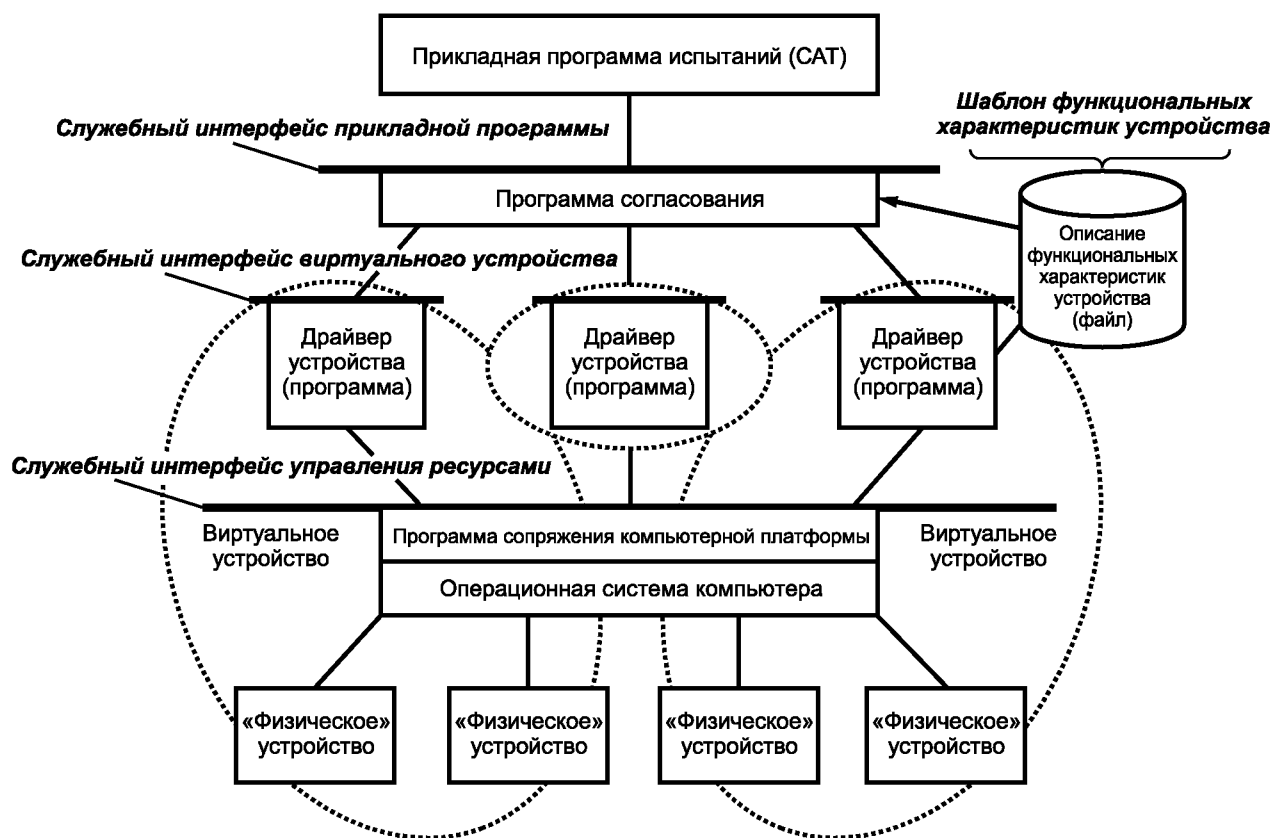 Прикладная программа испытаний (САТ)
Служебный интерфейс прикладной программы
Шаблон функциональных
характеристик устройства
Программа согласования
Описание
функциональных
характеристик
устройства
(файл)
Служебный интерфейс виртуального устройства
Драйвер
устройства
(программа)
Драйвер
устройства
(программа)
Драйвер
устройства
(программа)
Служебный интерфейс управления ресурсами
Виртуальное
устройство
Программа сопряжения компьютерной платформы
Операционная система компьютера
Виртуальное
устройство
«Физическое»
устройство
«Физическое»
устройство
«Физическое»
устройство
«Физическое»
устройство